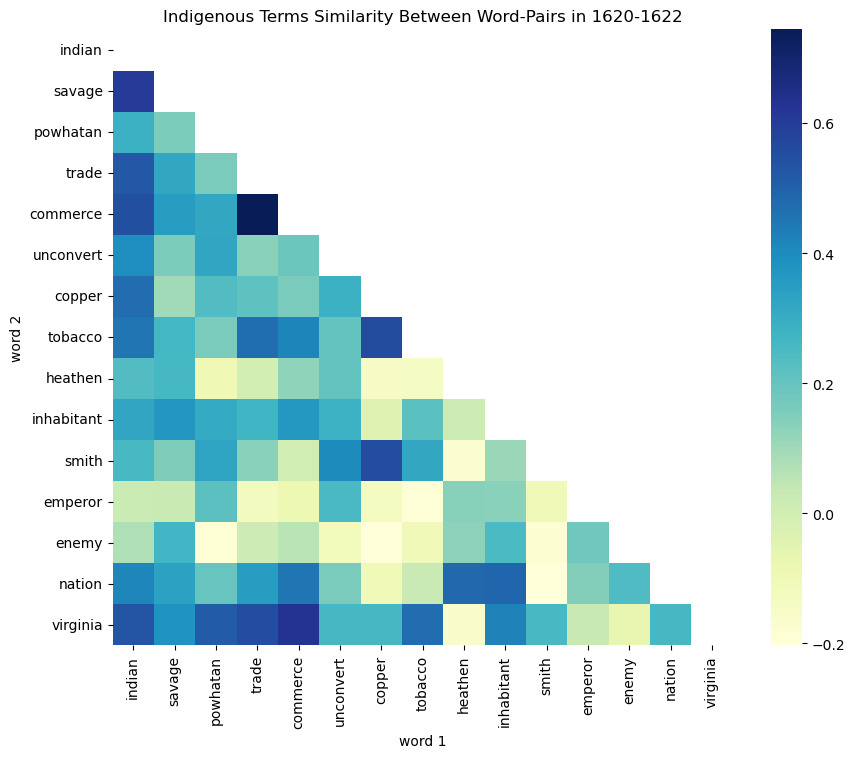 Indigenous Terms Similarity Between Word-Pairs in 1620-1622
indian
savage
powhatan
trade
commerce
unconvert
copper
tobacco
heathen
inhabitant
smith
emperor
enemy
nation
virginia
word 2
indian
savage
powhatan
trade
commerce
unconvert
copper
tobacco
heathen
inhabitant
smith
emperor
enemy
nation
virginia
word 1
0.6
0.4
0.2
0.0
−0.2